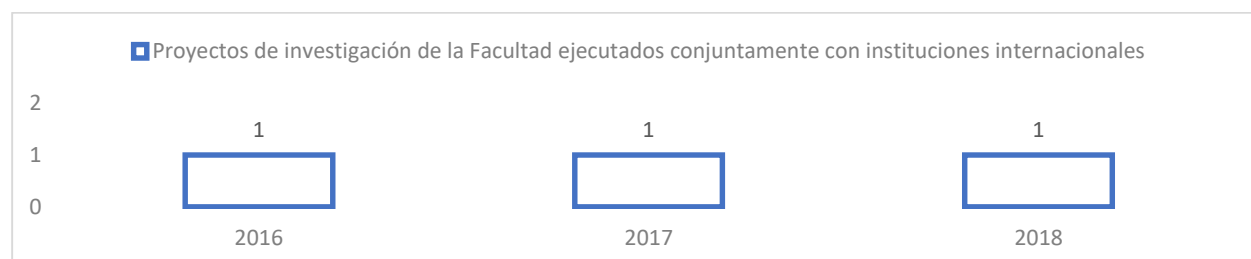 Proyectos de investigación de la Facultad ejecutados conjuntamente con instituciones internacionales
2
1 1 1
1
0
2016 2017 2018